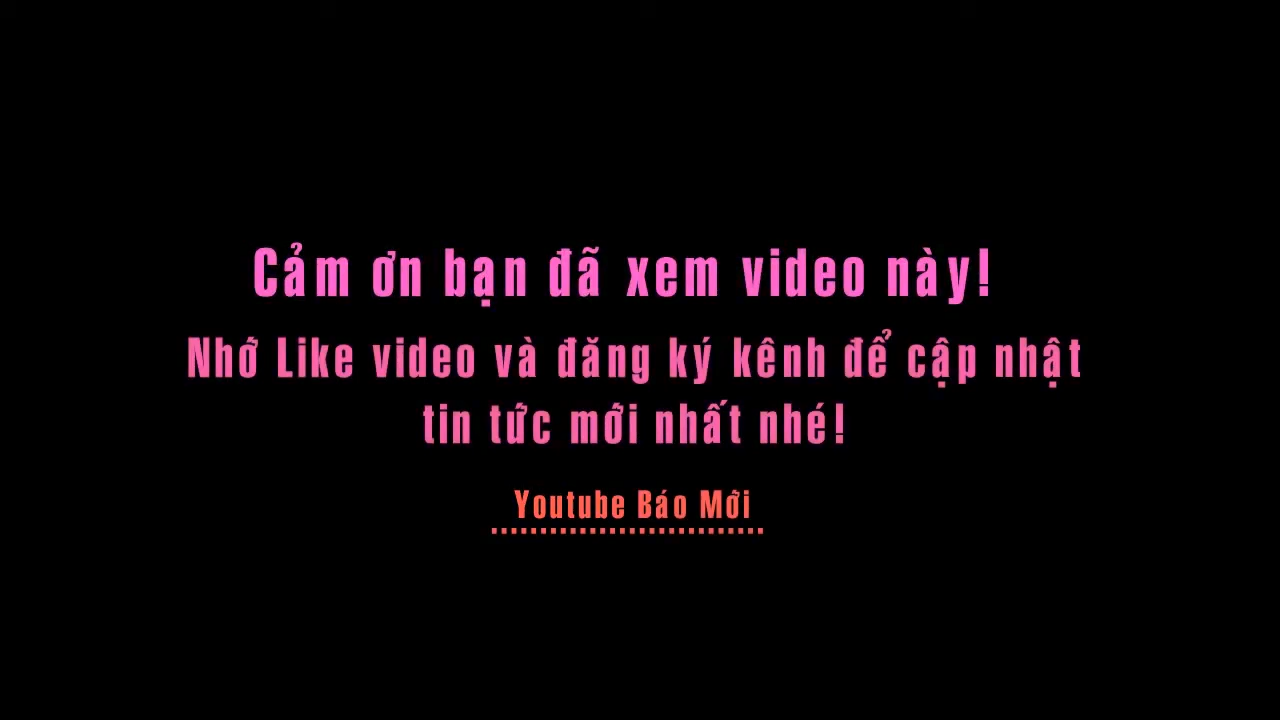 Cảm ơn bạn đã xem video này!
Nhớ Like video và đăng ký kênh để cập nhật
tin tức mới nhất nhé!
Youtube Báo Mới